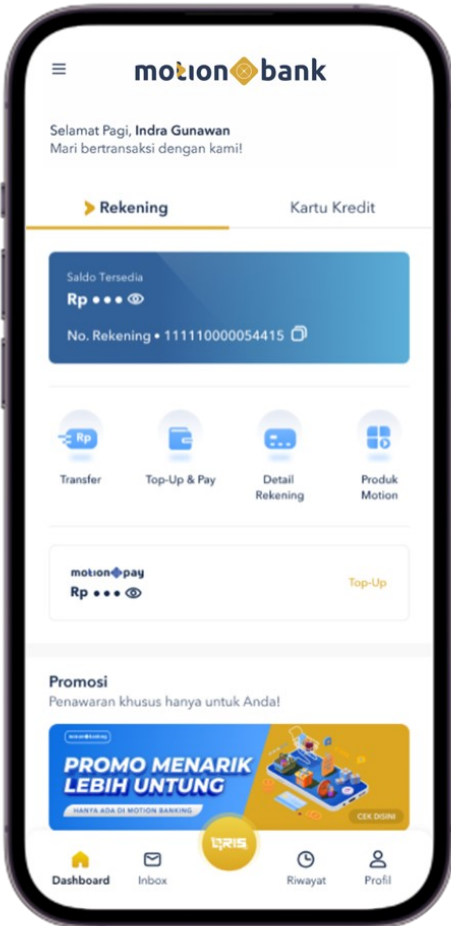 motion bank
Selamat Pagi, Indra Gunawan
Mari bertransaksi dengan kami!
Rekening
Kartu Kredit
Saldo Tersedia
Rp •••
No. Rekening • 111110000054415
Rp
Transfer
Top-Up & Pay
Detail
Rekening
Produk
Motion
motion pay
Rp •••
Top-Up
Promosi
Penawaran khusus hanya untuk Anda!
PROMO MENARIK
LEBIH UNTUNG
HANYA ADA DI MOTION BANKING
CEK DISINI
QRIS
Dashboard
Inbox
Riwayat
Profil